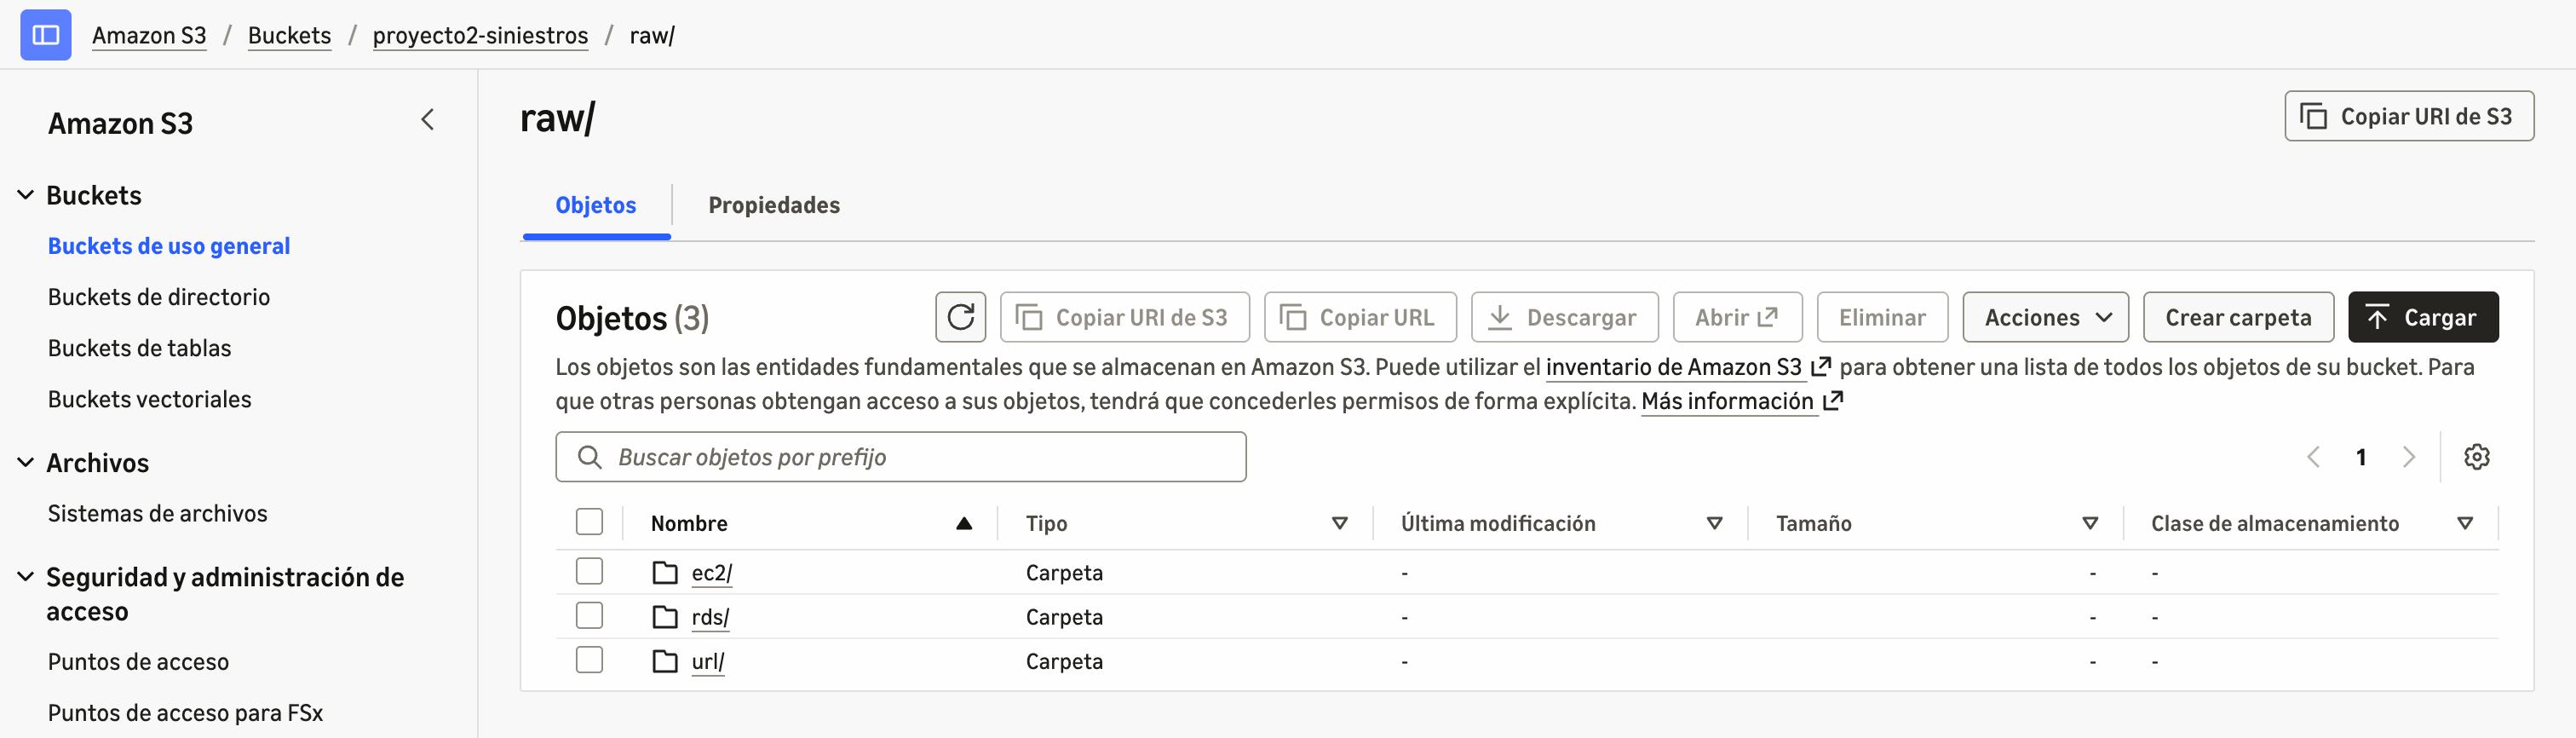 Amazon S3 / Buckets / proyecto2-siniestros / raw/
Amazon S3
Buckets
Buckets de uso general
Buckets de directorio
Buckets de tablas
Buckets vectoriales
Archivos
Sistemas de archivos
Seguridad y administración de
acceso
Puntos de acceso
Puntos de acceso para FSx
raw/
Copiar URI de S3
Objetos
Propiedades
Objetos (3)
Copiar URI de S3
Copiar URL
Descargar
Abrir
Eliminar
Acciones
Crear carpeta
Cargar
Los objetos son las entidades fundamentales que se almacenan en Amazon S3. Puede utilizar el inventario de Amazon S3 para obtener una lista de todos los objetos de su bucket. Para
que otras personas obtengan acceso a sus objetos, tendrá que concederles permisos de forma explícita. Más información
Buscar objetos por prefijo
1
Nombre Tipo Última modificación Tamaño Clase de almacenamiento
ec2/ Carpeta - - -
rds/ Carpeta - - -
url/ Carpeta - - -